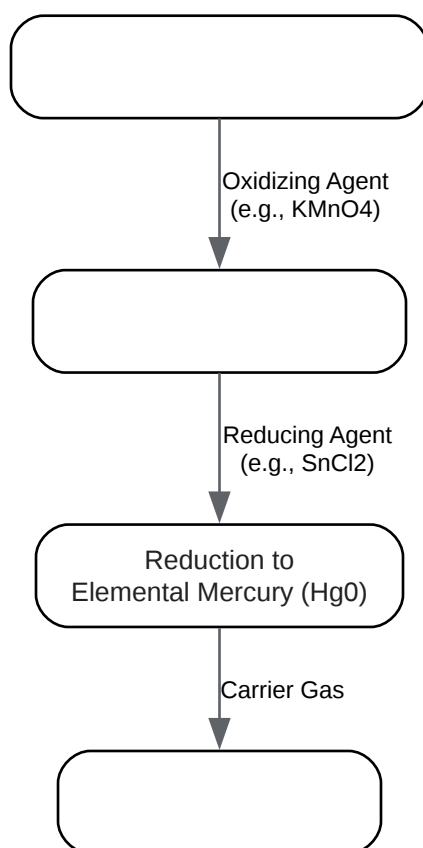 Oxidizing Agent
(e.g., KMnO4)
Reducing Agent
(e.g., SnCl2)
Reduction to
Elemental Mercury (Hg0)
Carrier Gas